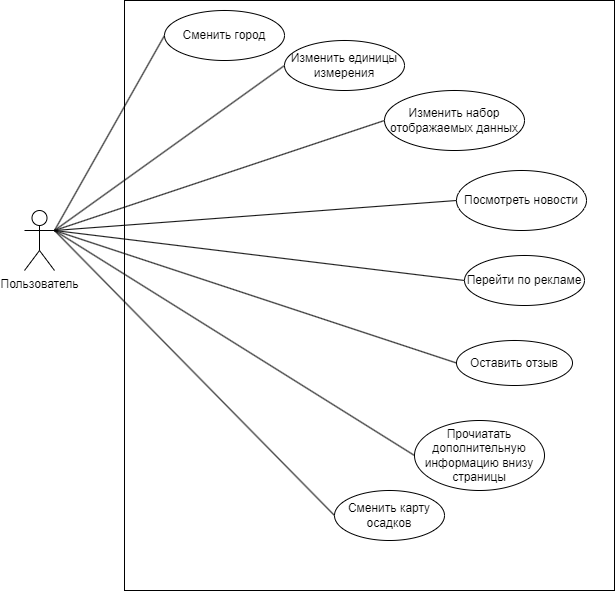 Сменить город
Изменить единицы
измерения
Изменить набор
отображаемых данных
Посмотреть новости
Пользователь
Перейти по рекламе
Оставить отзыв
Прочиатать
дополнительную
информацию внизу
страницы
Сменить карту
осадков